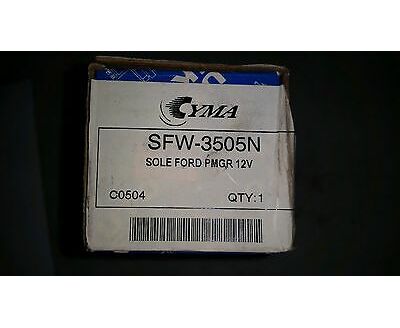 CYMA
SFW-3505N
SOLE FORD PMGR 12V
C0504 QTY:1